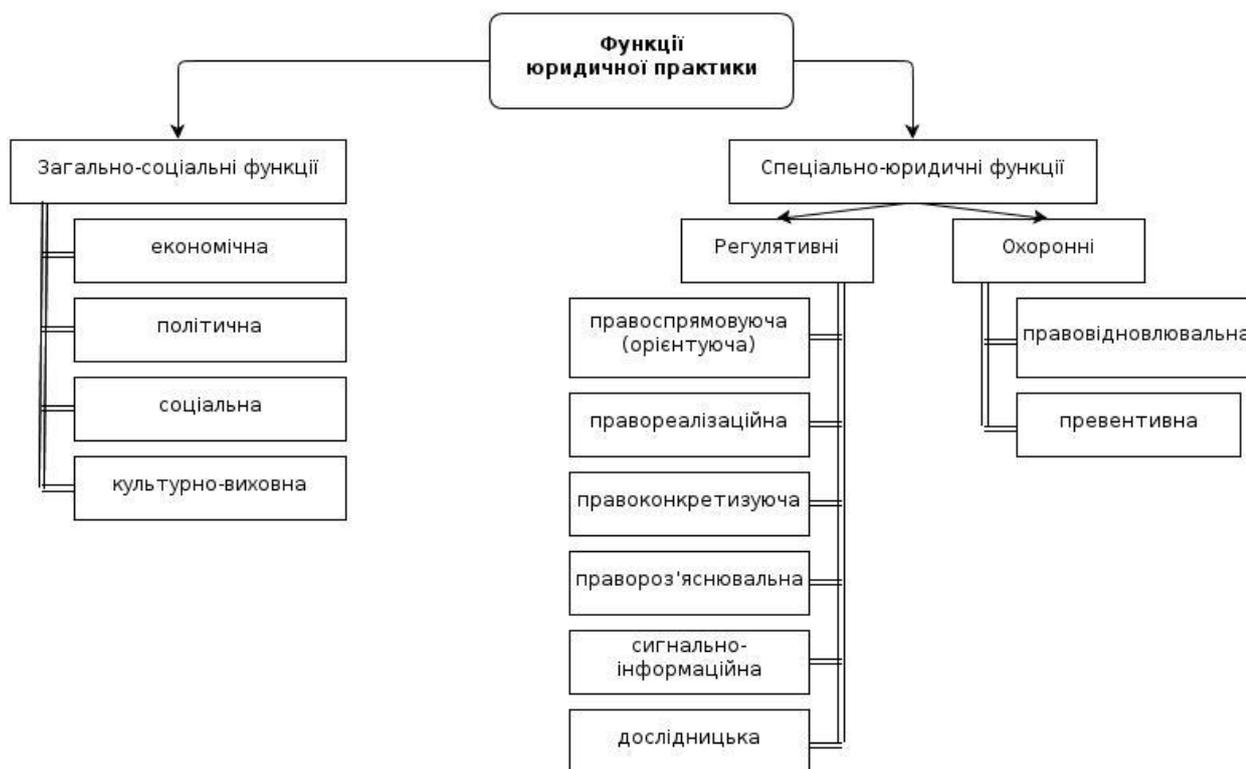 Функції
юридичної практики
Загально-соціальні функції
економічна
політична
соціальна
культурно-виховна
Спеціально-юридичні функції
Регулятивні
правоспрямовуюча
(орієнтуюча)
правореалізаційна
правоконкретизуюча
правороз'яснювальна
сигнально-
інформаційна
дослідницька
Охоронні
правовідновлювальна
превентивна